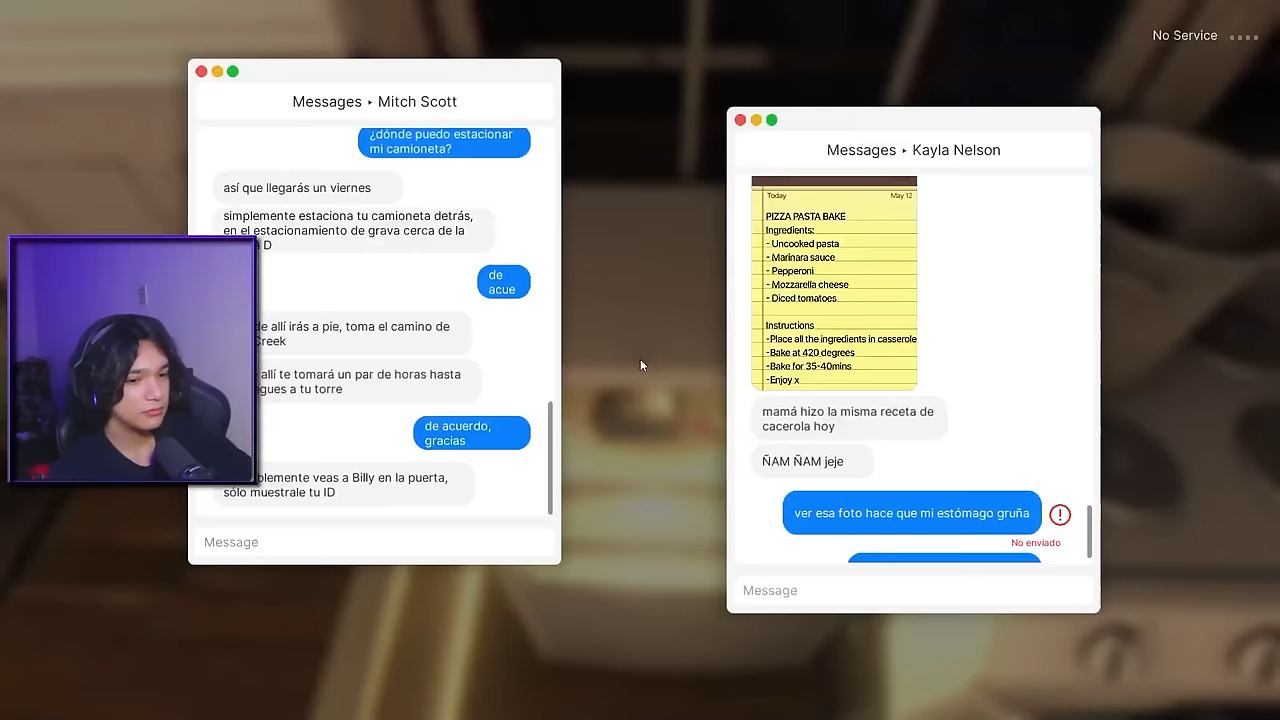 No Service
Messages ▸ Mitch Scott
¿dónde puedo estacionar
mi camioneta?
así que llegarás un viernes
simplemente estaciona tu camioneta detrás,
en el estacionamiento de grava cerca de la
D
de
acue
de allí irás a pie, toma el camino de
Creek
allí te tomará un par de horas hasta
a tu torre
de acuerdo,
gracias
veas a Billy en la puerta,
sólo muestrale tu ID
Message
Messages ▸ Kayla Nelson
Today May 12
PIZZA PASTA BAKE
Ingredients:
- Uncooked pasta
- Marinara sauce
- Pepperoni
- Mozzarella cheese
- Diced tomatoes
Instructions
-Place all the ingredients in casserole
-Bake at 420 degrees
-Bake for 35-40mins
-Enjoy x
mamá hizo la misma receta de
cacerola hoy
ÑAM ÑAM jeje
ver esa foto hace que mi estómago gruña
No enviado
Message